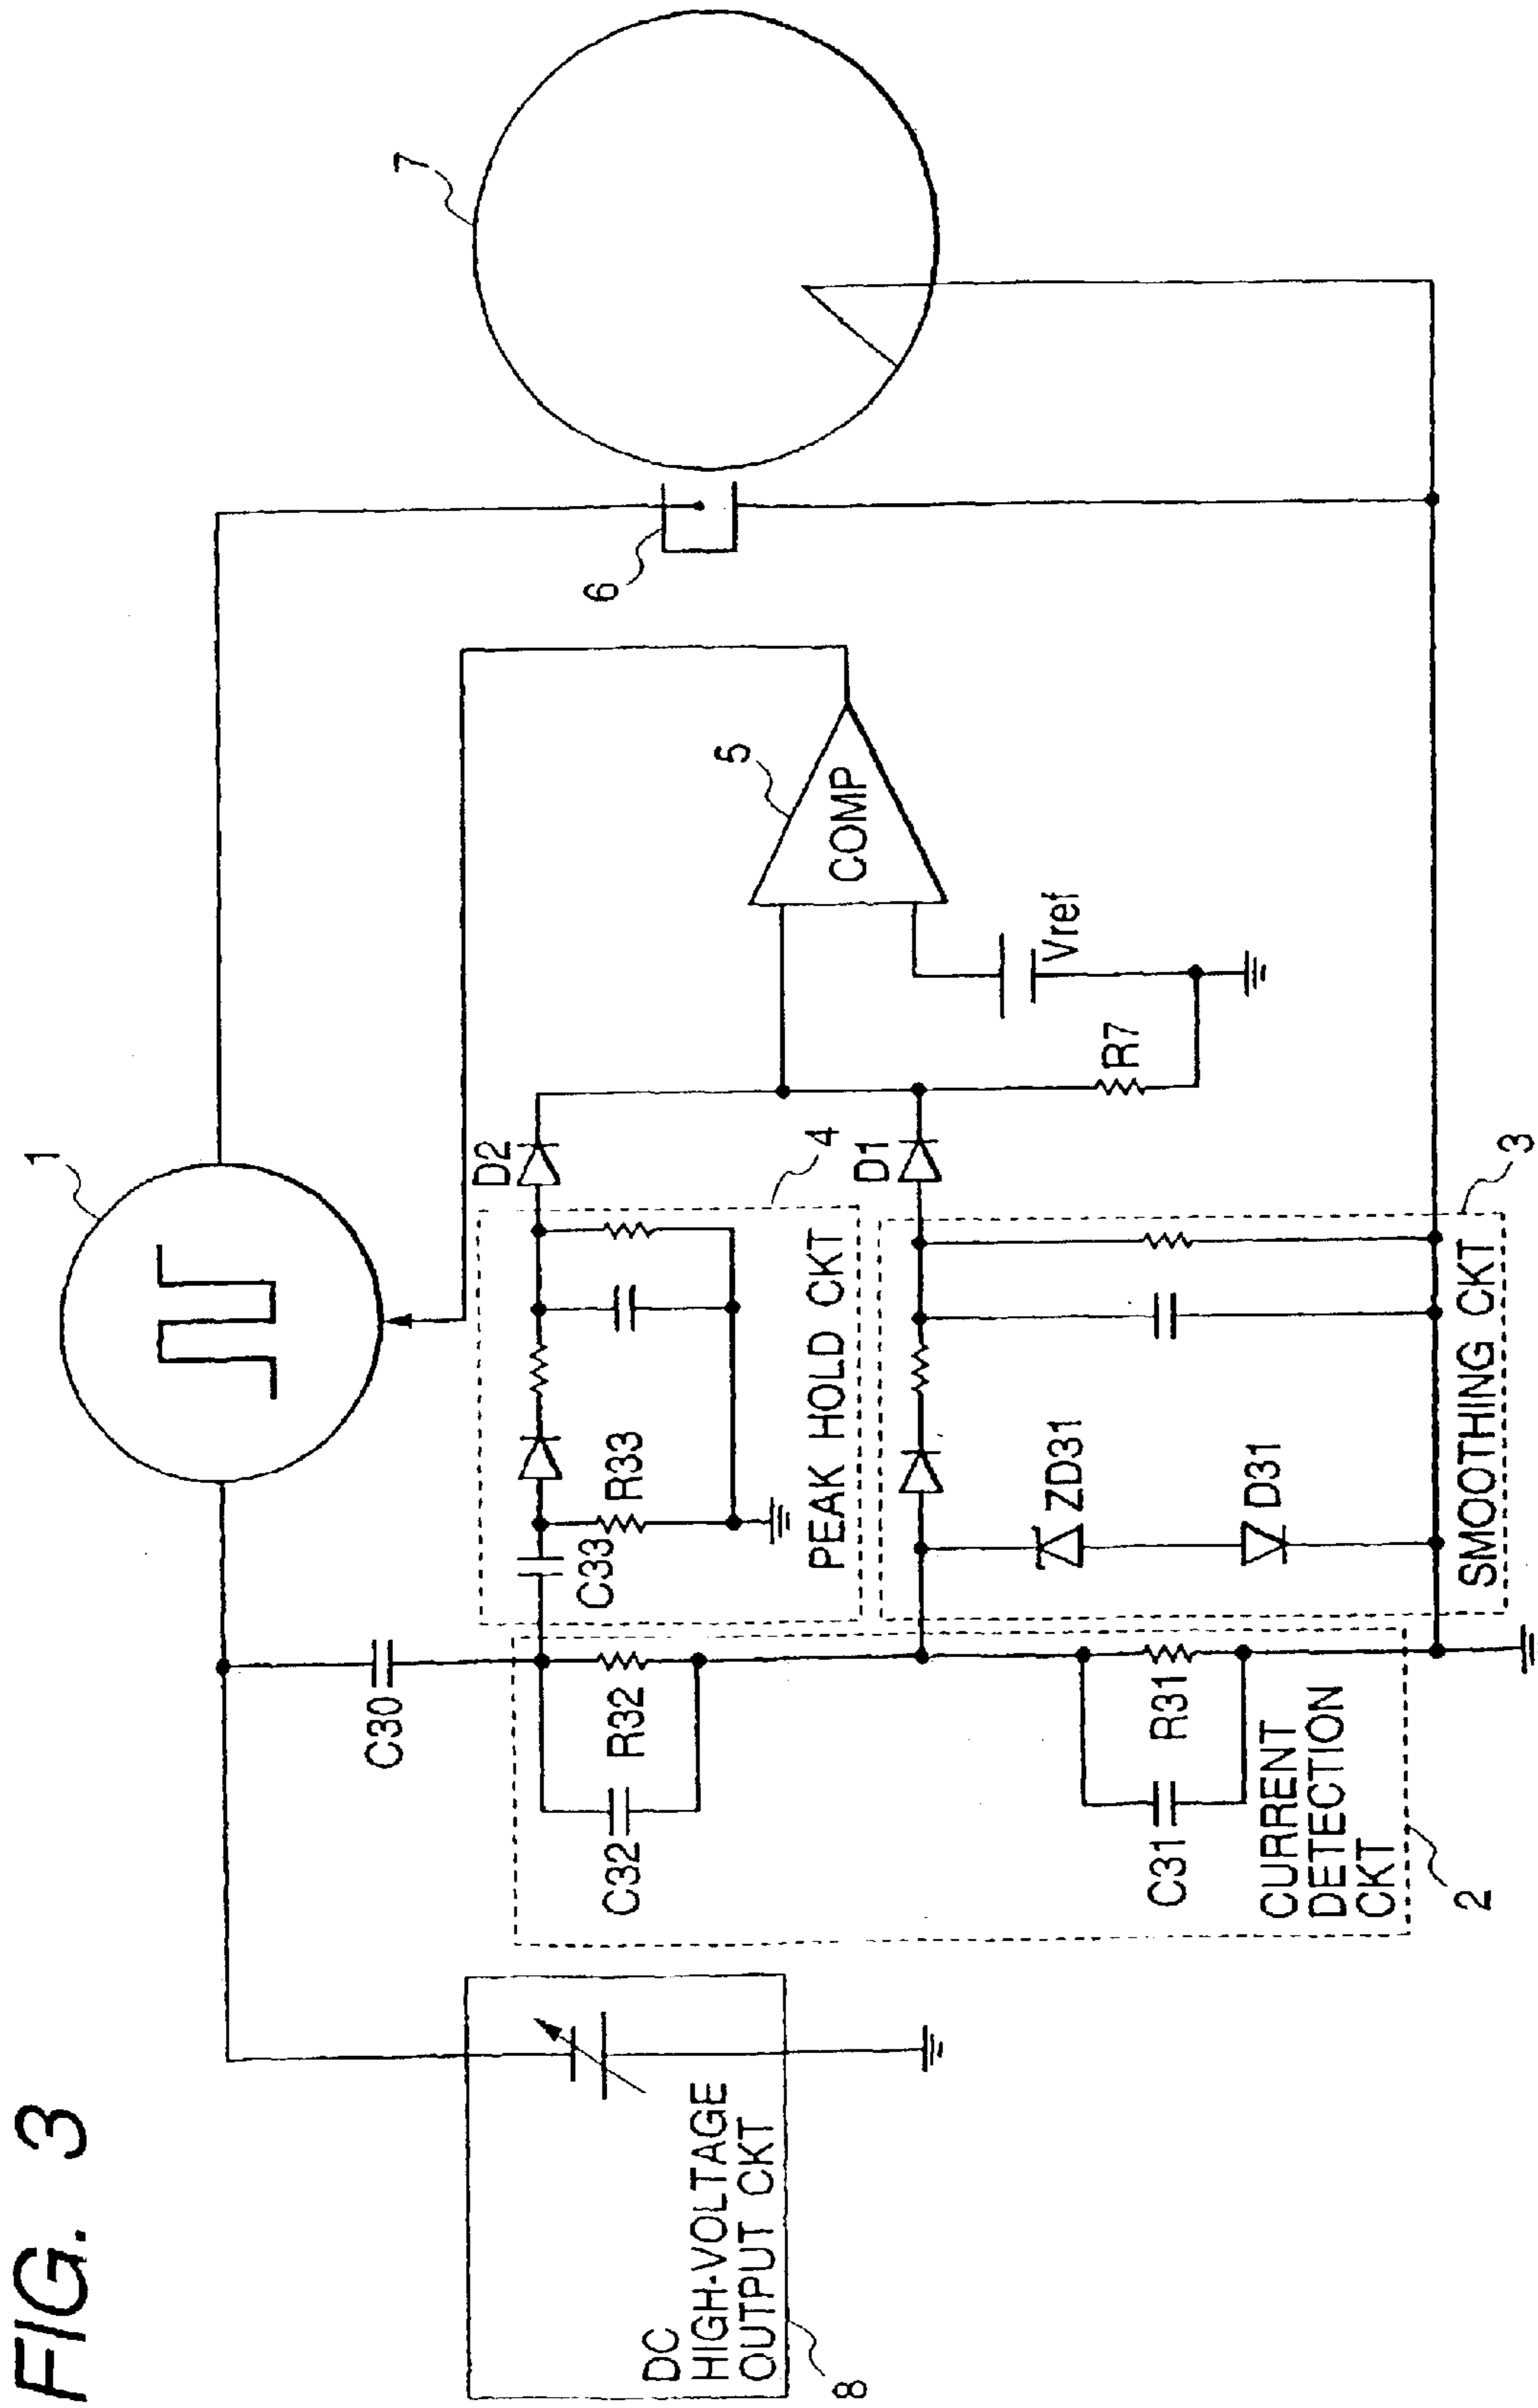 FIG. 3
1
7
C30
C33
R33
D2
PEAK HOLD CKT
4
5
COMP
6
C32
R32
Vref
R7
D1
ZD31
D31
SMOOTHING CKT
3
C31
R31
CURRENT
DETECTION
CKT
2
DC
HIGH-VOLTAGE
OUTPUT CKT
8